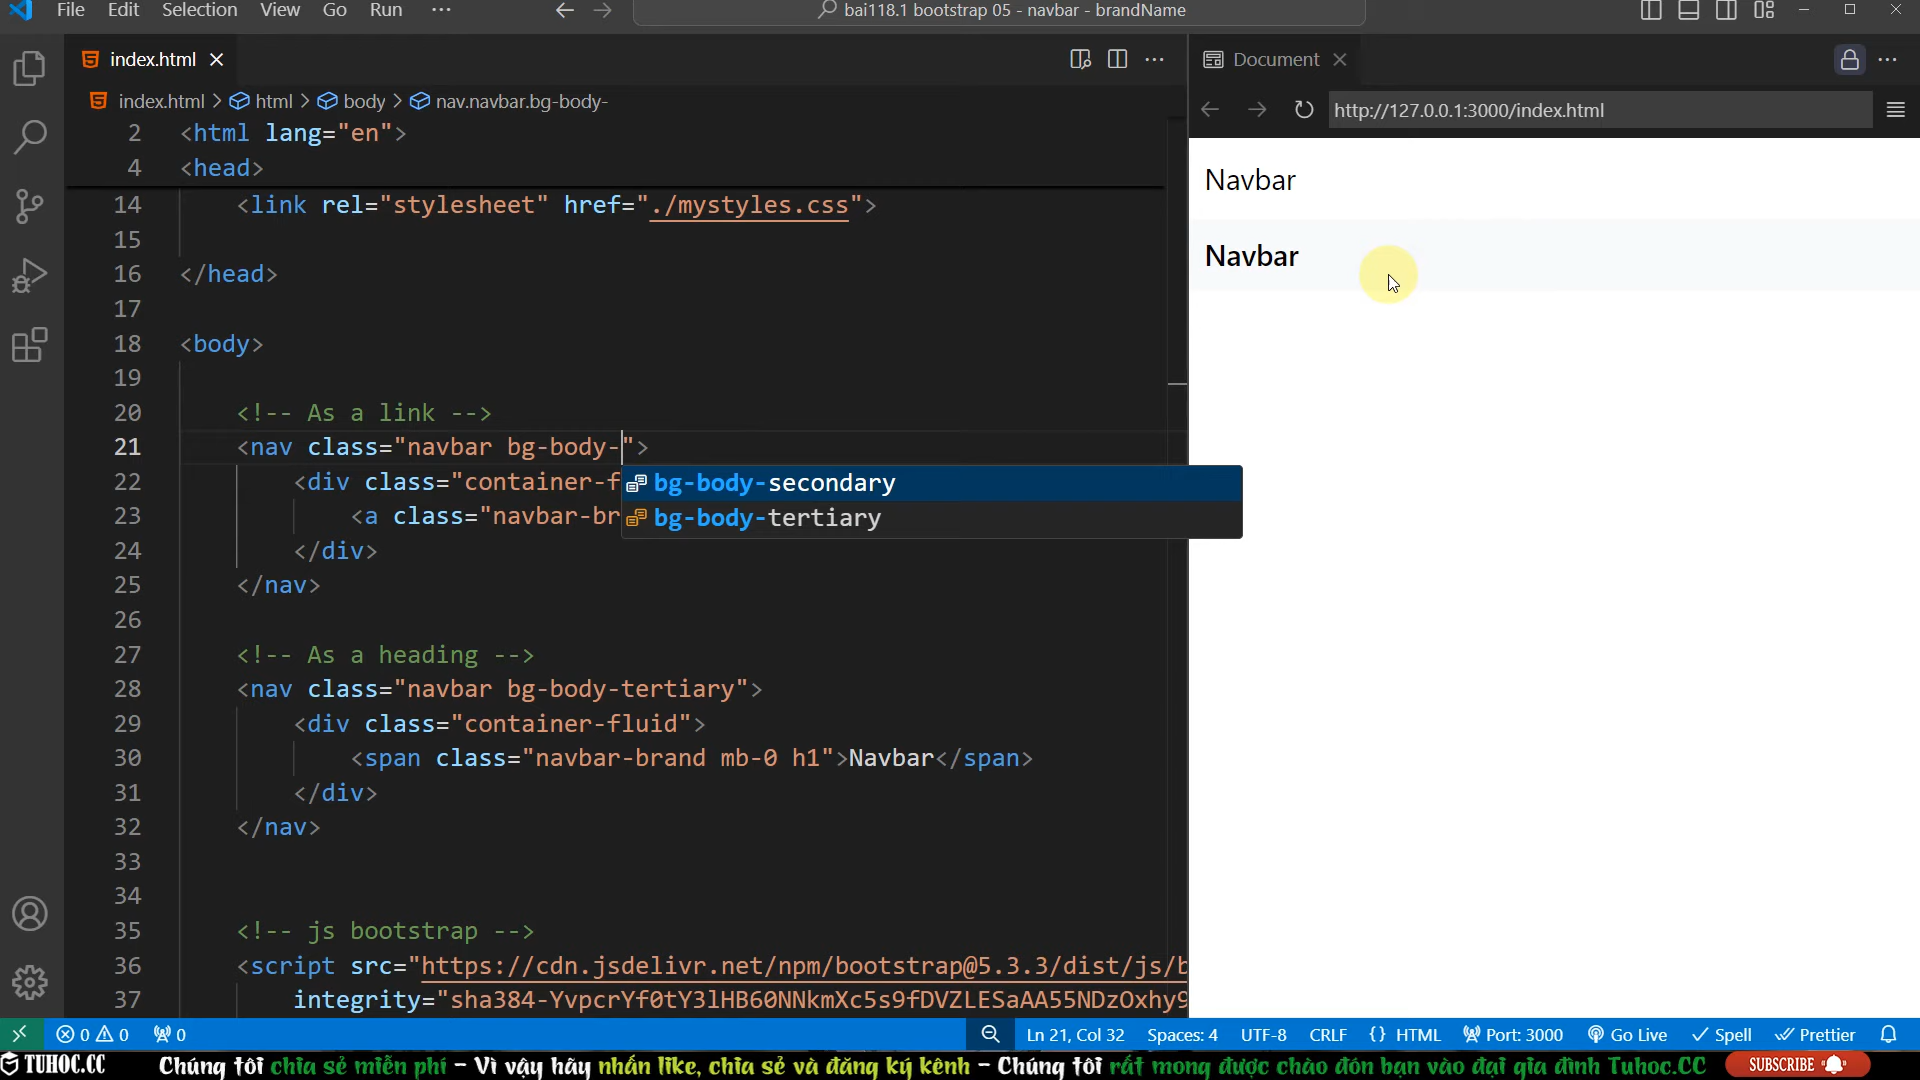 File Edit Selection View Go Run ··· bai118.1 bootstrap 05 - navbar - brandName
index.html
Document
index.html > html > body > nav.navbar.bg-body-
http://127.0.0.1:3000/index.html
2 <html lang="en">
4 <head>
14 <link rel="stylesheet" href="./mystyles.css">
15
16 </head>
17
18 <body>
19
20 <!-- As a link -->
21 <nav class="navbar bg-body-">
22 <div class="container-f
bg-body-secondary
23 <a class="navbar-br
bg-body-tertiary
24 </div>
25 </nav>
26
27 <!-- As a heading -->
28 <nav class="navbar bg-body-tertiary">
29 <div class="container-fluid">
30 <span class="navbar-brand mb-0 h1">Navbar</span>
31 </div>
32 </nav>
33
34
35 <!-- js bootstrap -->
36 <script src="https://cdn.jsdelivr.net/npm/bootstrap@5.3.3/dist/js/b
37 integrity="sha384-YvpcrYf0tY3lHB60NNkmXc5s9fDVZLESaAA55NDzOxhy9
Navbar
Navbar
0 0 0 Ln 21, Col 32 Spaces: 4 UTF-8 CRLF {} HTML Port: 3000 Go Live Spell Prettier
TUHOC.CC Chúng tôi chia sẻ miễn phí - Vì vậy hãy nhấn like, chia sẻ và đăng ký kênh - Chúng tôi rất mong được chào đón bạn vào đại gia đình Tuhoc.CC SUBSCRIBE